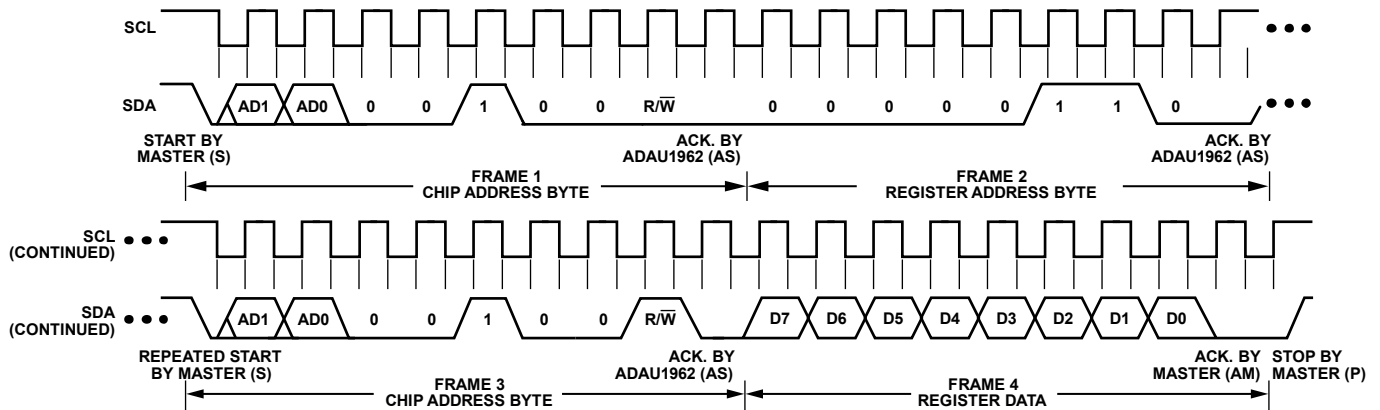 SCL
SDA AD1 AD0 0 0 1 0 0 R/W̅ 0 0 0 0 0 1 1 0
START BY
MASTER (S)
ACK. BY
ADAU1962 (AS)
ACK. BY
ADAU1962 (AS)
FRAME 1
CHIP ADDRESS BYTE
FRAME 2
REGISTER ADDRESS BYTE
SCL
(CONTINUED)
SDA
(CONTINUED)
AD1 AD0 0 0 1 0 0 R/W̅ D7 D6 D5 D4 D3 D2 D1 D0
REPEATED START
BY MASTER (S)
ACK. BY
ADAU1962 (AS)
ACK. BY
MASTER (AM)
STOP BY
MASTER (P)
FRAME 3
CHIP ADDRESS BYTE
FRAME 4
REGISTER DATA